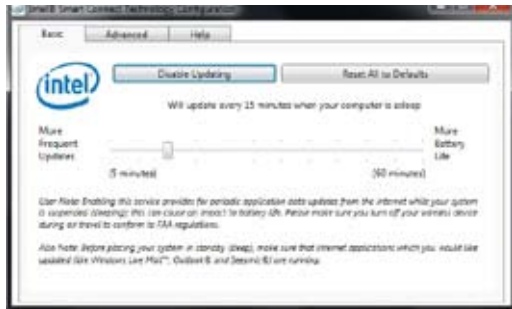 Intel® Smart Connect Technology Configuration
Basic Advanced Help
intel
Disable Updating Reset All to Defaults
Will update every 15 minutes when your computer is asleep
More Frequent Updates
More Battery Life
(5 minutes) (60 minutes)
User Note: Enabling this service provides for periodic application data updates from the internet while your system
is suspended (sleeping); this can cause an impact to battery life. Please make sure you turn off your wireless device
during air travel to conform to FAA regulations.
Also Note: Before placing your system in standby (sleep), make sure that internet applications which you would like
updated (like Windows Live Mail™, Outlook® and Seesmic®) are running.